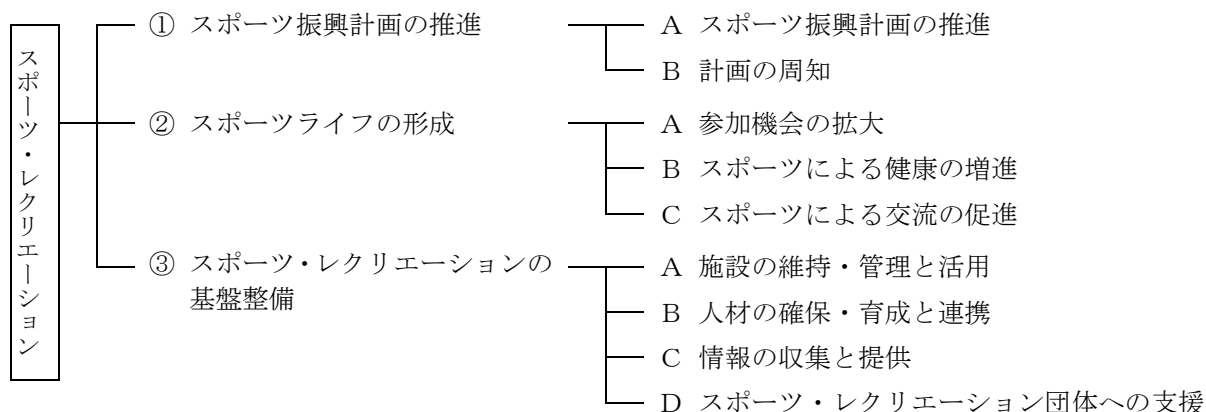 スポーツ・レクリエーション
① スポーツ振興計画の推進
A スポーツ振興計画の推進
B 計画の周知
② スポーツライフの形成
A 参加機会の拡大
B スポーツによる健康の増進
C スポーツによる交流の促進
③ スポーツ・レクリエーションの
基盤整備
A 施設の維持・管理と活用
B 人材の確保・育成と連携
C 情報の収集と提供
D スポーツ・レクリエーション団体への支援